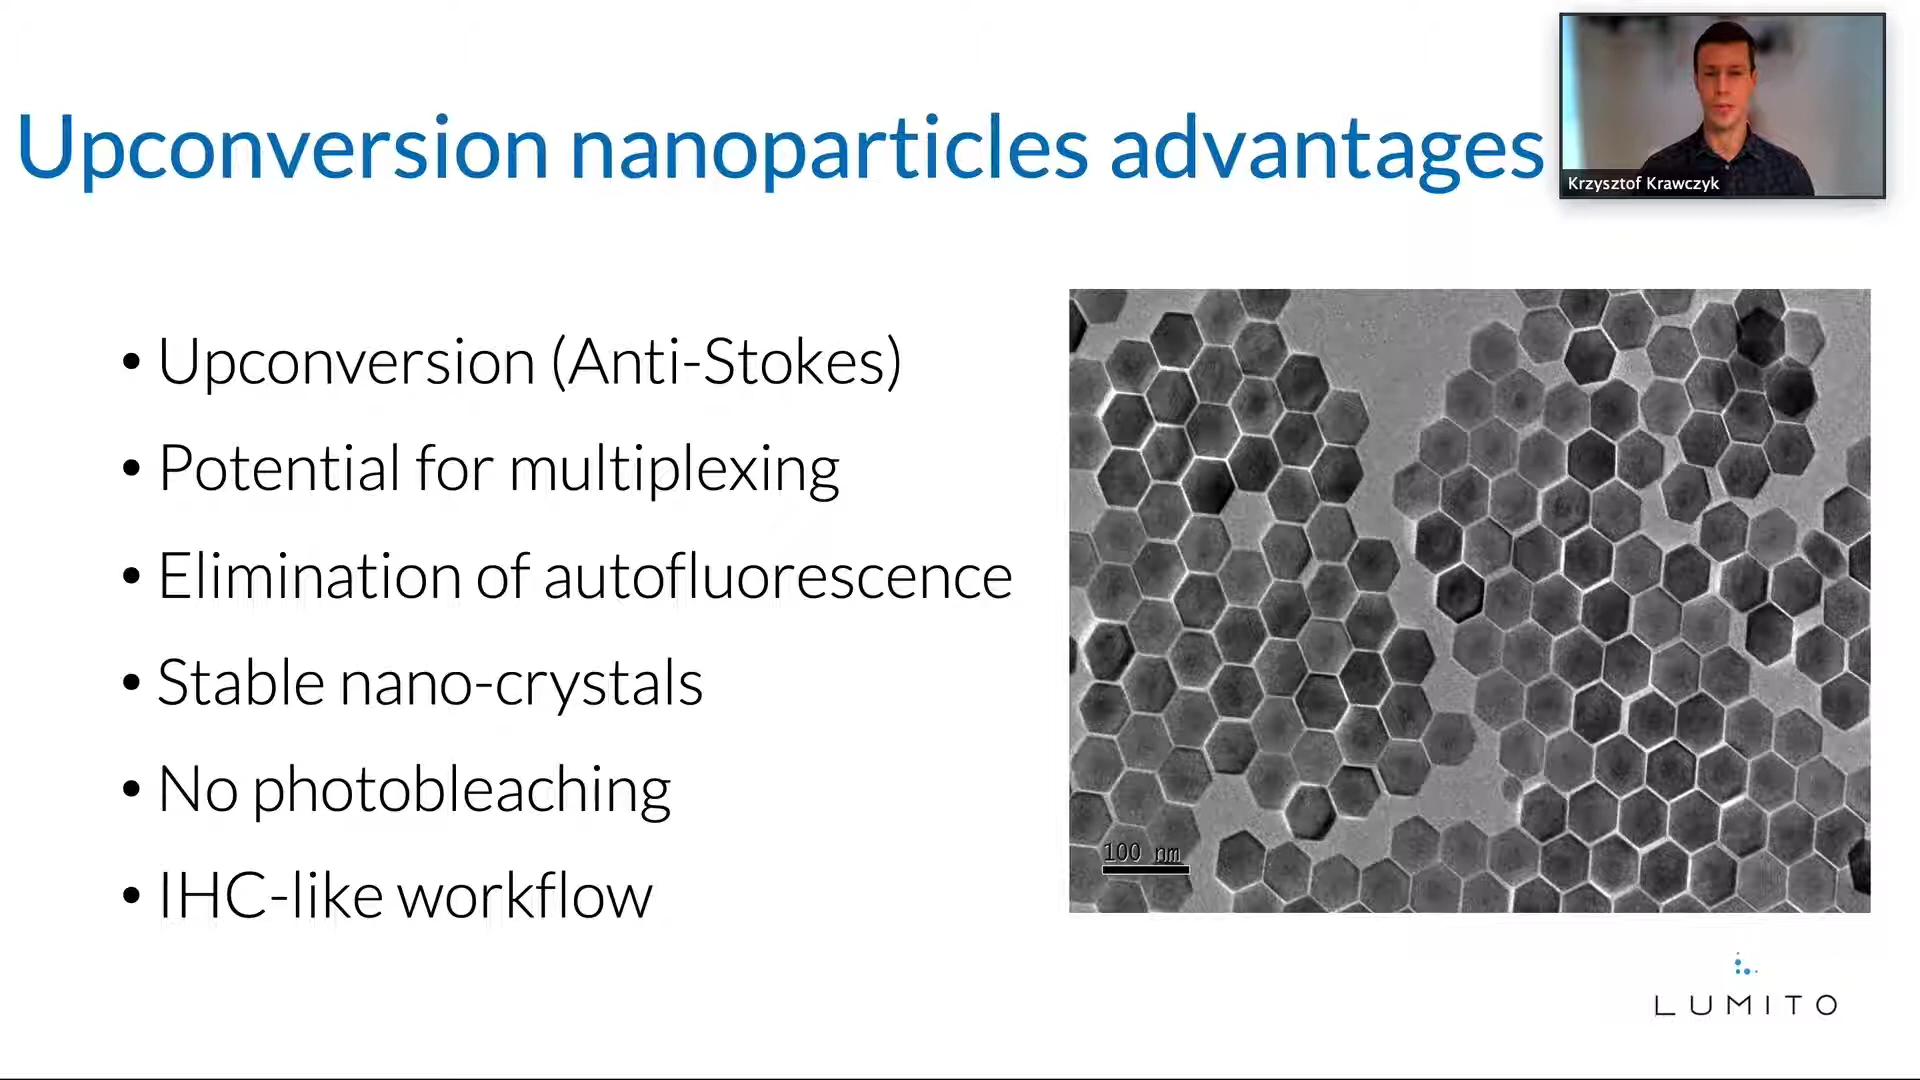 Upconversion nanoparticles advantages
Krzysztof Krawczyk
• Upconversion (Anti-Stokes)
• Potential for multiplexing
• Elimination of autofluorescence
• Stable nano-crystals
• No photobleaching
• IHC-like workflow
100 nm
LUMITO